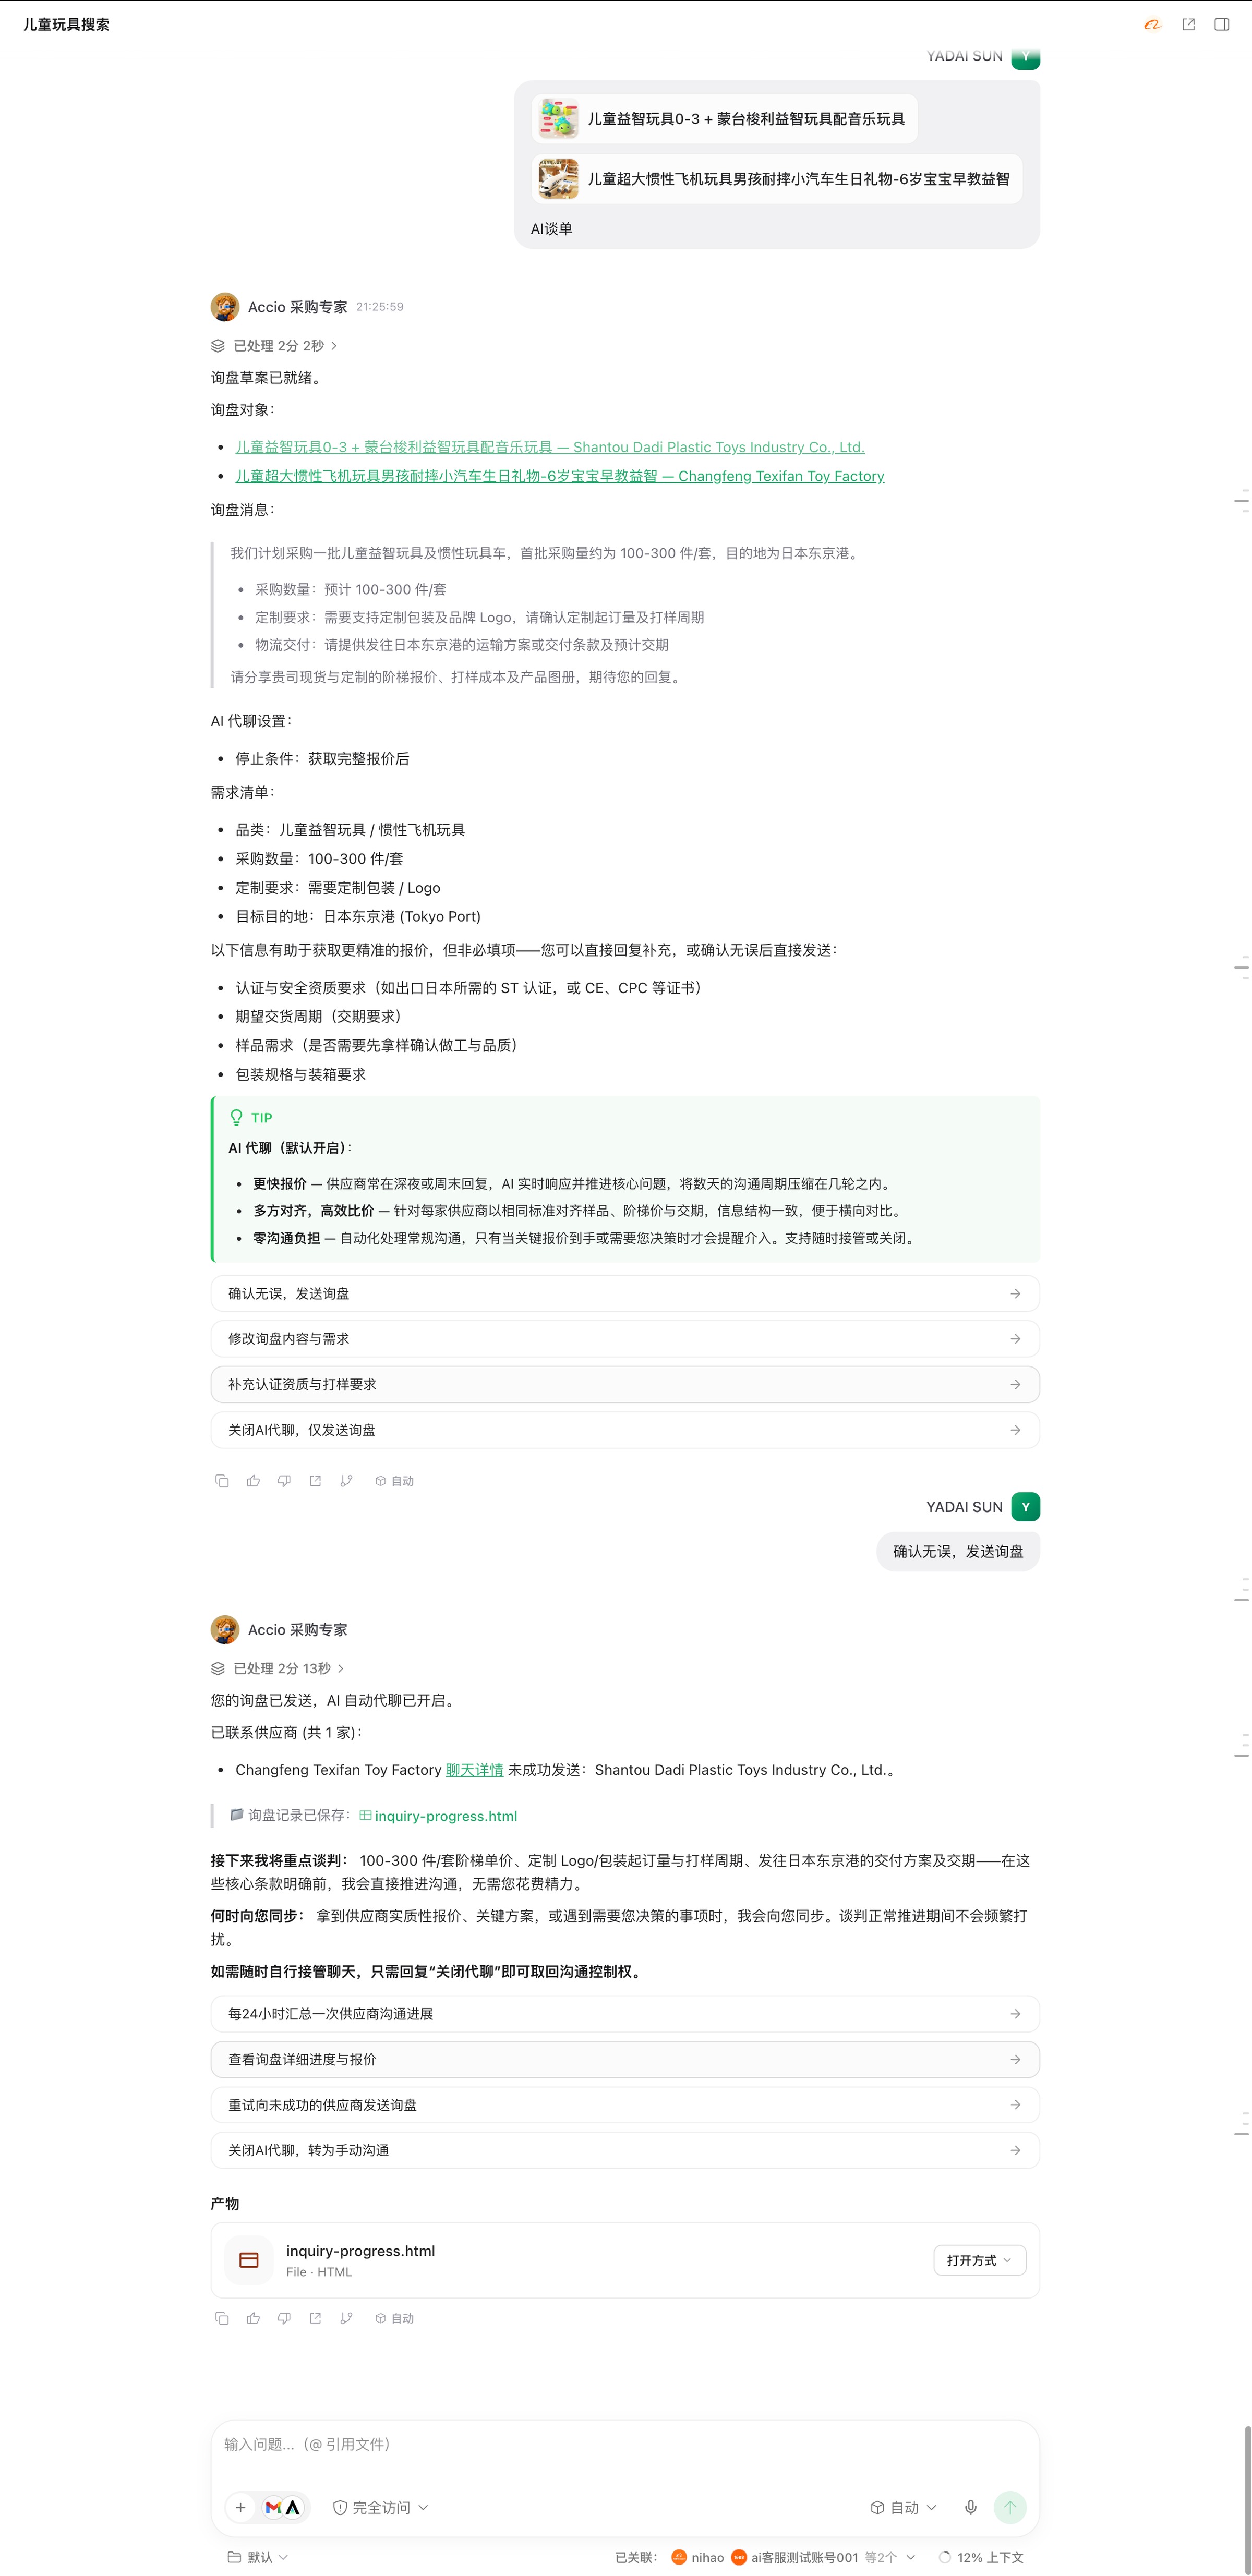 儿童玩具搜索
YADAI SUN
Y
儿童益智玩具0-3 + 蒙台梭利益智玩具配音乐玩具
儿童超大惯性飞机玩具男孩耐摔小汽车生日礼物-6岁宝宝早教益智
AI谈单
Accio 采购专家 21:25:59
已处理 2分 2秒
询盘草案已就绪。
询盘对象：
• 儿童益智玩具0-3 + 蒙台梭利益智玩具配音乐玩具 — Shantou Dadi Plastic Toys Industry Co., Ltd.
• 儿童超大惯性飞机玩具男孩耐摔小汽车生日礼物-6岁宝宝早教益智 — Changfeng Texifan Toy Factory
询盘消息：
我们计划采购一批儿童益智玩具及惯性玩具车，首批采购量约为 100-300 件/套，目的地为日本东京港。
• 采购数量：预计 100-300 件/套
• 定制要求：需要支持定制包装及品牌 Logo，请确认定制起订量及打样周期
• 物流交付：请提供发往日本东京港的运输方案或交付条款及预计交期
请分享贵司现货与定制的阶梯报价、打样成本及产品图册，期待您的回复。
AI 代聊设置：
• 停止条件：获取完整报价后
需求清单：
• 品类：儿童益智玩具 / 惯性飞机玩具
• 采购数量：100-300 件/套
• 定制要求：需要定制包装 / Logo
• 目标目的地：日本东京港 (Tokyo Port)
以下信息有助于获取更精准的报价，但非必填项——您可以直接回复补充，或确认无误后直接发送：
• 认证与安全资质要求（如出口日本所需的 ST 认证，或 CE、CPC 等证书）
• 期望交货周期（交期要求）
• 样品需求（是否需要先拿样确认做工与品质）
• 包装规格与装箱要求
TIP
AI 代聊（默认开启）：
• 更快报价 — 供应商常在深夜或周末回复，AI 实时响应并推进核心问题，将数天的沟通周期压缩在几轮之内。
• 多方对齐，高效比价 — 针对每家供应商以相同标准对齐样品、阶梯价与交期，信息结构一致，便于横向对比。
• 零沟通负担 — 自动化处理常规沟通，只有当关键报价到手或需要您决策时才会提醒介入。支持随时接管或关闭。
确认无误，发送询盘
修改询盘内容与需求
补充认证资质与打样要求
关闭AI代聊，仅发送询盘
自动
YADAI SUN
Y
确认无误，发送询盘
Accio 采购专家
已处理 2分 13秒
您的询盘已发送，AI 自动代聊已开启。
已联系供应商 (共 1 家)：
• Changfeng Texifan Toy Factory 聊天详情 未成功发送：Shantou Dadi Plastic Toys Industry Co., Ltd.。
询盘记录已保存： inquiry-progress.html
接下来我将重点谈判： 100-300 件/套阶梯单价、定制 Logo/包装起订量与打样周期、发往日本东京港的交付方案及交期——在这
些核心条款明确前，我会直接推进沟通，无需您花费精力。
何时向您同步： 拿到供应商实质性报价、关键方案，或遇到需要您决策的事项时，我会向您同步。谈判正常推进期间不会频繁打
扰。
如需随时自行接管聊天，只需回复“关闭代聊”即可取回沟通控制权。
每24小时汇总一次供应商沟通进展
查看询盘详细进度与报价
重试向未成功的供应商发送询盘
关闭AI代聊，转为手动沟通
产物
inquiry-progress.html
File · HTML
打开方式
自动
输入问题...（@ 引用文件）
完全访问
自动
默认
已关联： nihao ai客服测试账号001 等2个
12% 上下文